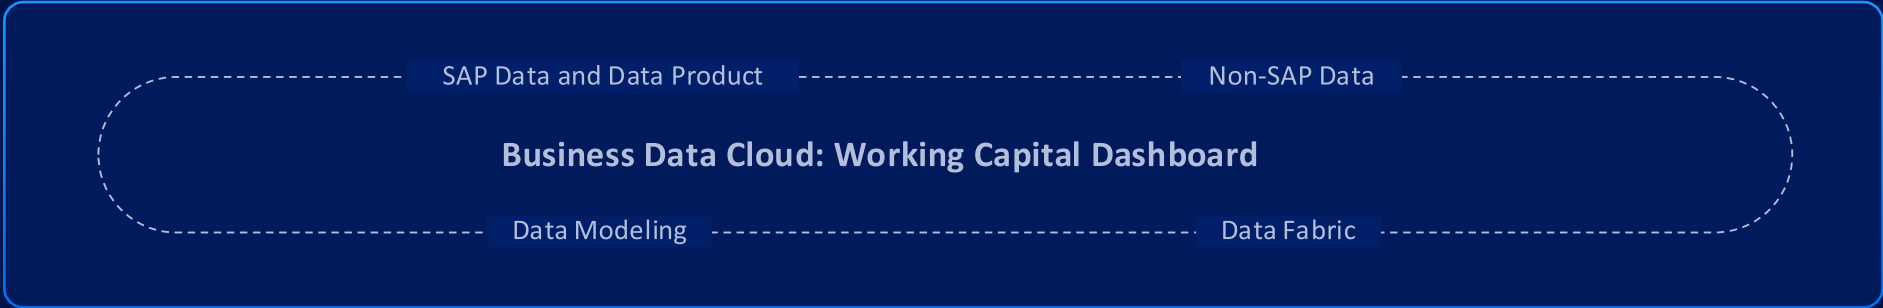 SAP Data and Data Product
Non-SAP Data
Business Data Cloud: Working Capital Dashboard
Data Modeling
Data Fabric